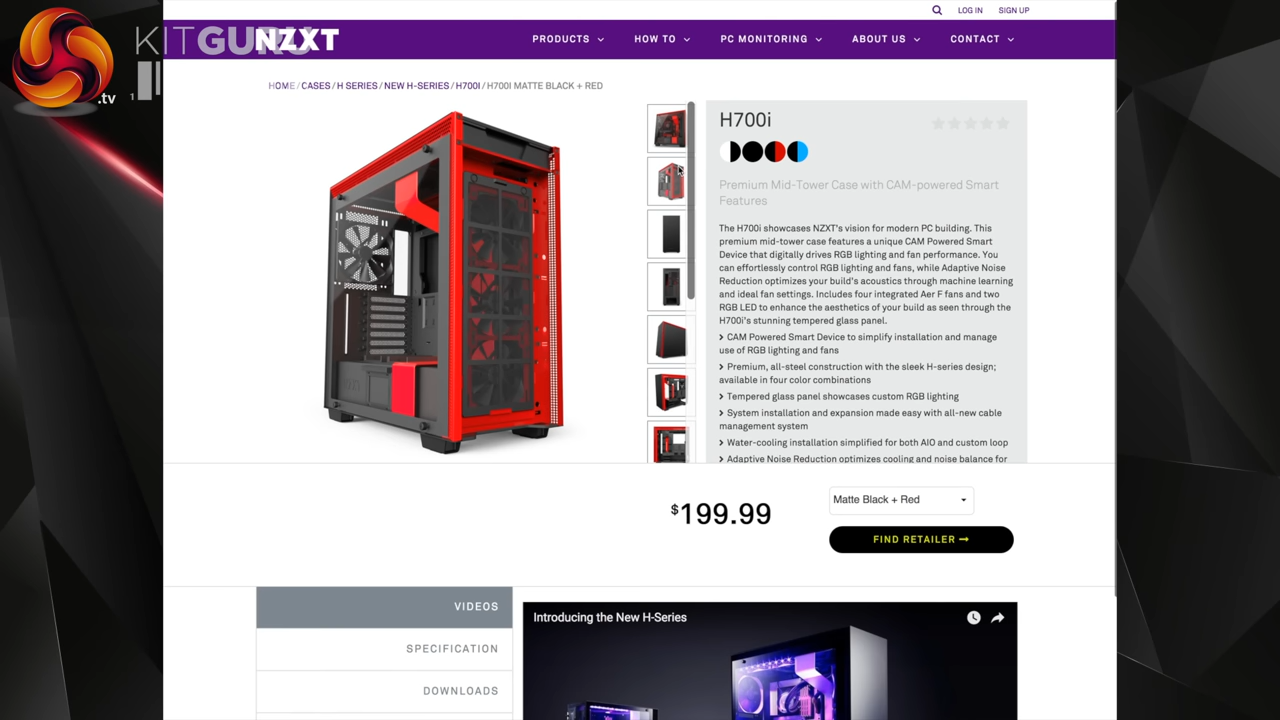 LOG IN
SIGN UP
KITGURU
.tv
1
NZXT
PRODUCTS
HOW TO
PC MONITORING
ABOUT US
CONTACT
HOME / CASES / H SERIES / NEW H-SERIES / H700I / H700I MATTE BLACK + RED
H700i
Premium Mid-Tower Case with CAM-powered Smart
Features
The H700i showcases NZXT's vision for modern PC building. This
premium mid-tower case features a unique CAM Powered Smart
Device that digitally drives RGB lighting and fan performance. You
can effortlessly control RGB lighting and fans, while Adaptive Noise
Reduction optimizes your build's acoustics through machine learning
and ideal fan settings. Includes four integrated Aer F fans and two
RGB LED to enhance the aesthetics of your build as seen through the
H700i's stunning tempered glass panel.
CAM Powered Smart Device to simplify installation and manage
use of RGB lighting and fans
Premium, all-steel construction with the sleek H-series design;
available in four color combinations
Tempered glass panel showcases custom RGB lighting
System installation and expansion made easy with all-new cable
management system
Water-cooling installation simplified for both AIO and custom loop
Adaptive Noise Reduction optimizes cooling and noise balance for
$199.99
Matte Black + Red
FIND RETAILER
VIDEOS
SPECIFICATION
DOWNLOADS
Introducing the New H-Series